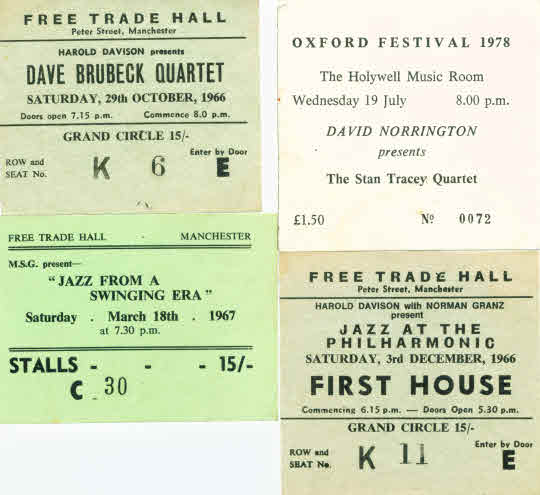 FREE TRADE HALL
Peter Street, Manchester
HAROLD DAVISON presents
DAVE BRUBECK QUARTET
SATURDAY, 29th OCTOBER, 1966
Doors open 7.15 p.m. Commence 8.0 p.m.
GRAND CIRCLE 15/-
ROW and SEAT No. K 6 Enter by Door E
OXFORD FESTIVAL 1978
The Holywell Music Room
Wednesday 19 July 8.00 p.m.
DAVID NORRINGTON
presents
The Stan Tracey Quartet
£1.50 No 0072
FREE TRADE HALL · MANCHESTER
M.S.G. present—
"JAZZ FROM A
SWINGING ERA"
Saturday . March 18th . 1967
at 7.30 p.m.
STALLS - - - 15/-
C 30
FREE TRADE HALL
Peter Street, Manchester
HAROLD DAVISON with NORMAN GRANZ
present
JAZZ AT THE
PHILHARMONIC
SATURDAY, 3rd DECEMBER, 1966
FIRST HOUSE
Commencing 6.15 p.m. — Doors Open 5.30 p.m.
GRAND CIRCLE 15/-
ROW and SEAT No. K 11 Enter by Door E